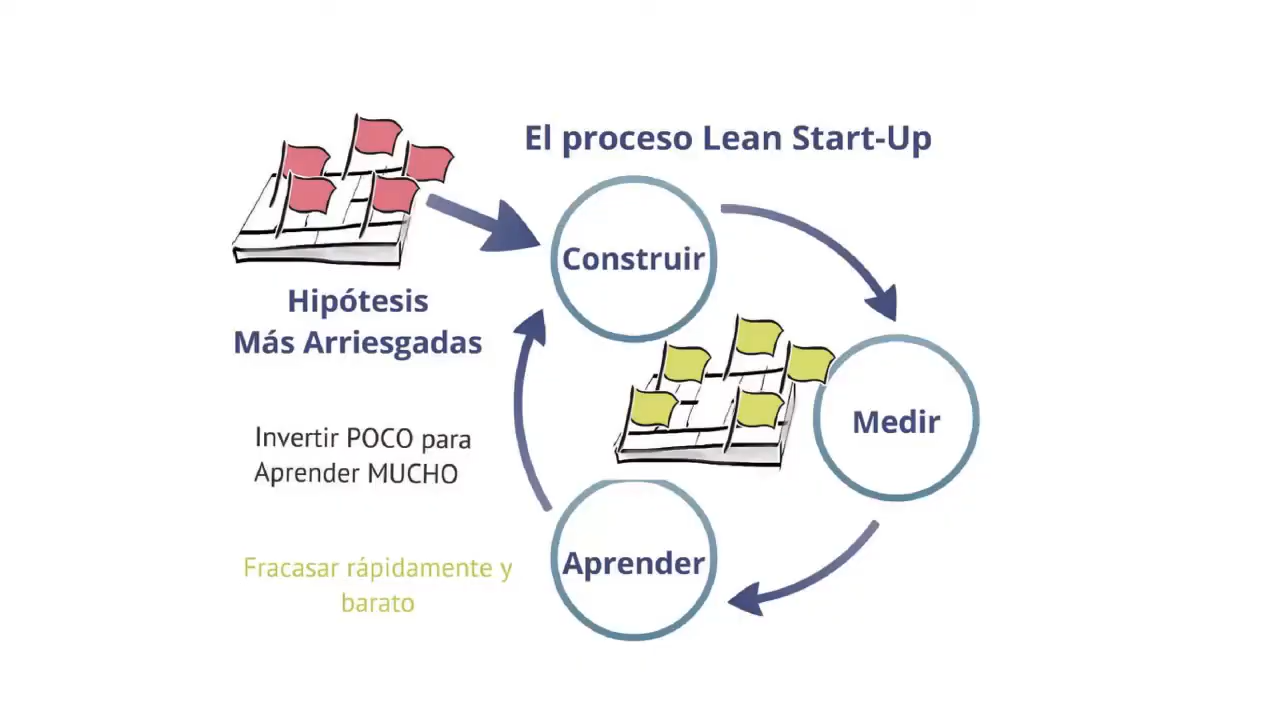 El proceso Lean Start-Up
Construir
Hipótesis
Más Arriesgadas
Medir
Invertir POCO para
Aprender MUCHO
Aprender
Fracasar rápidamente y
barato